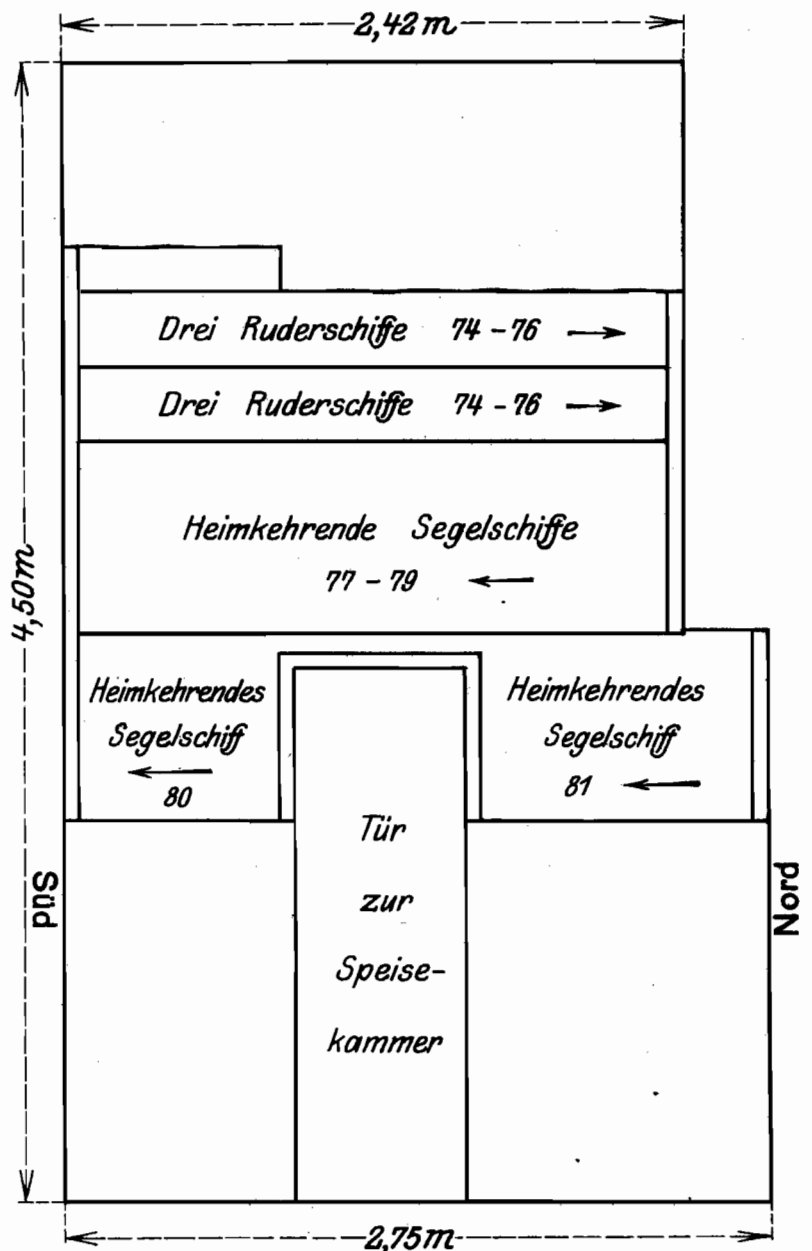 2,42 m
4,50 m
Drei Ruderschiffe 74 – 76
Drei Ruderschiffe 74 – 76
Heimkehrende Segelschiffe
77 – 79
Heimkehrendes
Segelschiff
80
Heimkehrendes
Segelschiff
81
Tür
zur
Speise-
kammer
Süd
Nord
2,75 m